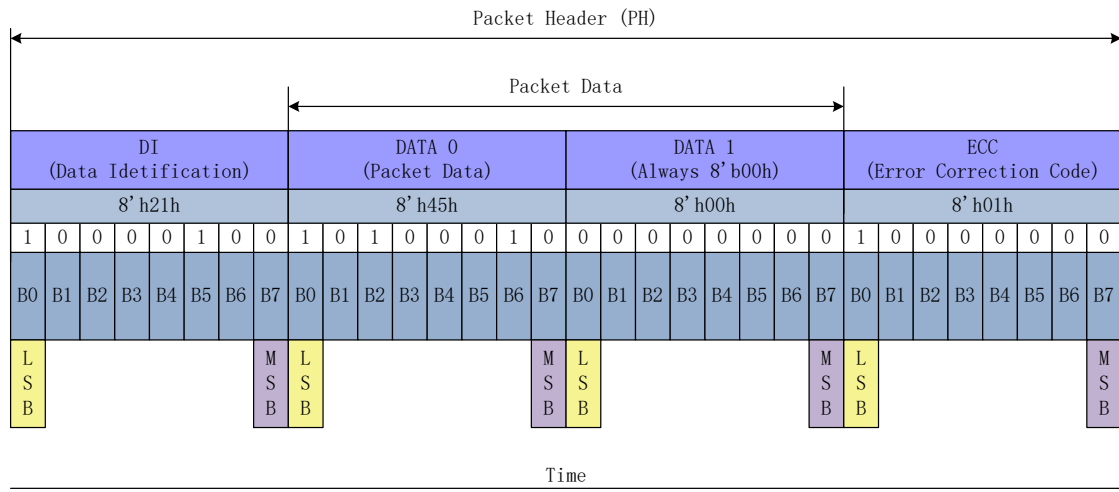 Packet Header (PH)
Packet Data
DI DATA 0 DATA 1 ECC
(Data Idetification) (Packet Data) (Always 8'b00h) (Error Correction Code)
8'h21h 8'h45h 8'h00h 8'h01h
1 0 0 0 0 1 0 0 1 0 1 0 0 0 1 0 0 0 0 0 0 0 0 0 1 0 0 0 0 0 0 0
B0 B1 B2 B3 B4 B5 B6 B7 B0 B1 B2 B3 B4 B5 B6 B7 B0 B1 B2 B3 B4 B5 B6 B7 B0 B1 B2 B3 B4 B5 B6 B7
L M L M L M L M
S S S S S S S S
B B B B B B B B
Time